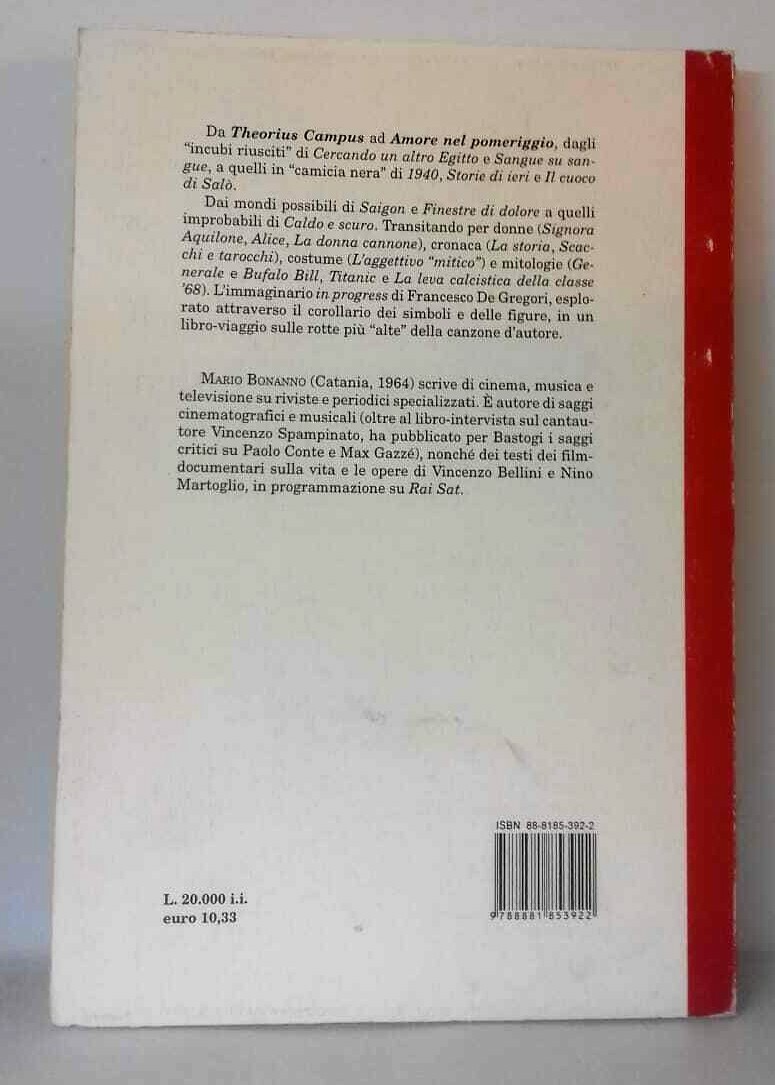 Da Theorius Campus ad Amore nel pomeriggio, dagli
"incubi riusciti" di Cercando un altro Egitto e Sangue su san-
gue, a quelli in "camicia nera" di 1940, Storie di ieri e Il cuoco
di Salò.
Dai mondi possibili di Saigon e Finestre di dolore a quelli
improbabili di Caldo e scuro. Transitando per donne (Signora
Aquilone, Alice, La donna cannone), cronaca (La storia, Scac-
chi e tarocchi), costume (L'aggettivo "mitico") e mitologie (Ge-
nerale e Bufalo Bill, Titanic e La leva calcistica della classe
'68). L'immaginario in progress di Francesco De Gregori, esplo-
rato attraverso il corollario dei simboli e delle figure, in un
libro-viaggio sulle rotte più "alte" della canzone d'autore.
MARIO BONANNO (Catania, 1964) scrive di cinema, musica e
televisione su riviste e periodici specializzati. È autore di saggi
cinematografici e musicali (oltre al libro-intervista sul cantau-
tore Vincenzo Spampinato, ha pubblicato per Bastogi i saggi
critici su Paolo Conte e Max Gazzé), nonché dei testi dei film-
documentari sulla vita e le opere di Vincenzo Bellini e Nino
Martoglio, in programmazione su Rai Sat.
ISBN 88-8185-392-2
9 788881 853922
L. 20.000 i.i.
euro 10,33